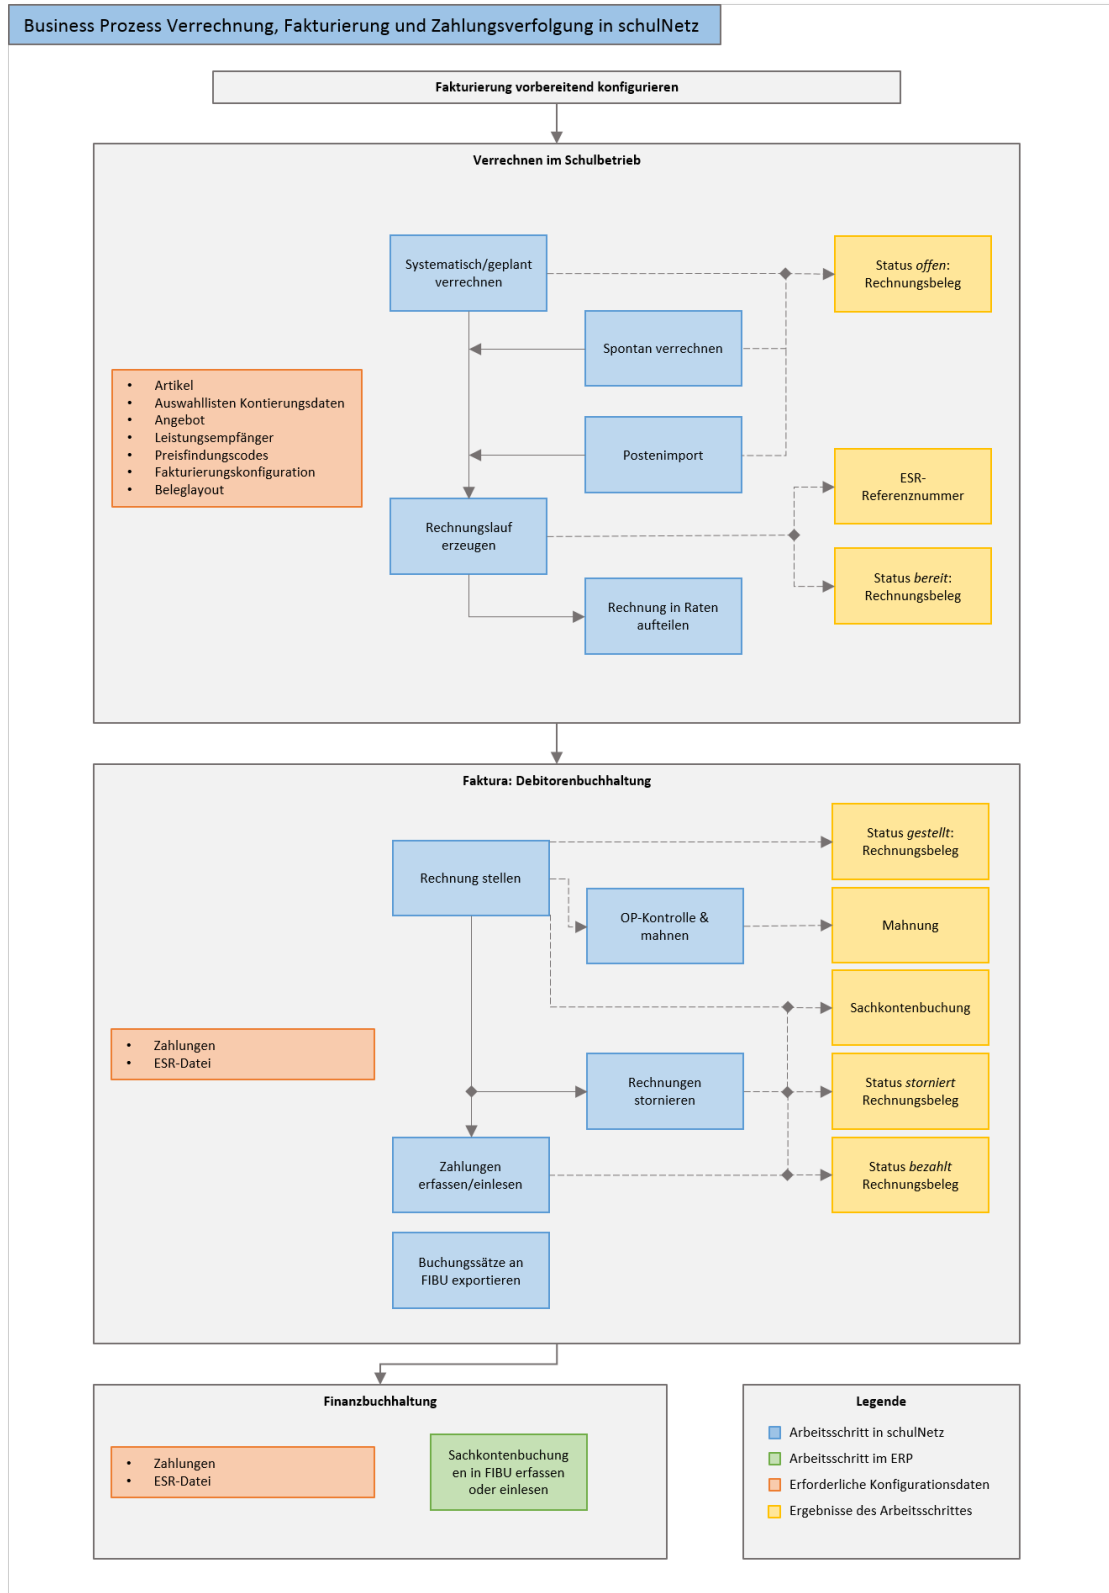 Business Prozess Verrechnung, Fakturierung und Zahlungsverfolgung in schulNetz
Fakturierung vorbereitend konfigurieren
Verrechnen im Schulbetrieb
Systematisch/geplant
verrechnen
Status offen:
Rechnungsbeleg
Spontan verrechnen
• Artikel
• Auswahllisten Kontierungsdaten
• Angebot
• Leistungsempfänger
• Preisfindungscodes
• Fakturierungskonfiguration
• Beleglayout
Postenimport
ESR-
Referenznummer
Rechnungslauf
erzeugen
Status bereit:
Rechnungsbeleg
Rechnung in Raten
aufteilen
Faktura: Debitorenbuchhaltung
Status gestellt:
Rechnungsbeleg
Rechnung stellen
OP-Kontrolle &
mahnen
Mahnung
Sachkontenbuchung
• Zahlungen
• ESR-Datei
Rechnungen
stornieren
Status storniert
Rechnungsbeleg
Zahlungen
erfassen/einlesen
Status bezahlt
Rechnungsbeleg
Buchungssätze an
FIBU exportieren
Finanzbuchhaltung
• Zahlungen
• ESR-Datei
Sachkontenbuchung
en in FIBU erfassen
oder einlesen
Legende
Arbeitsschritt in schulNetz
Arbeitsschritt im ERP
Erforderliche Konfigurationsdaten
Ergebnisse des Arbeitsschrittes